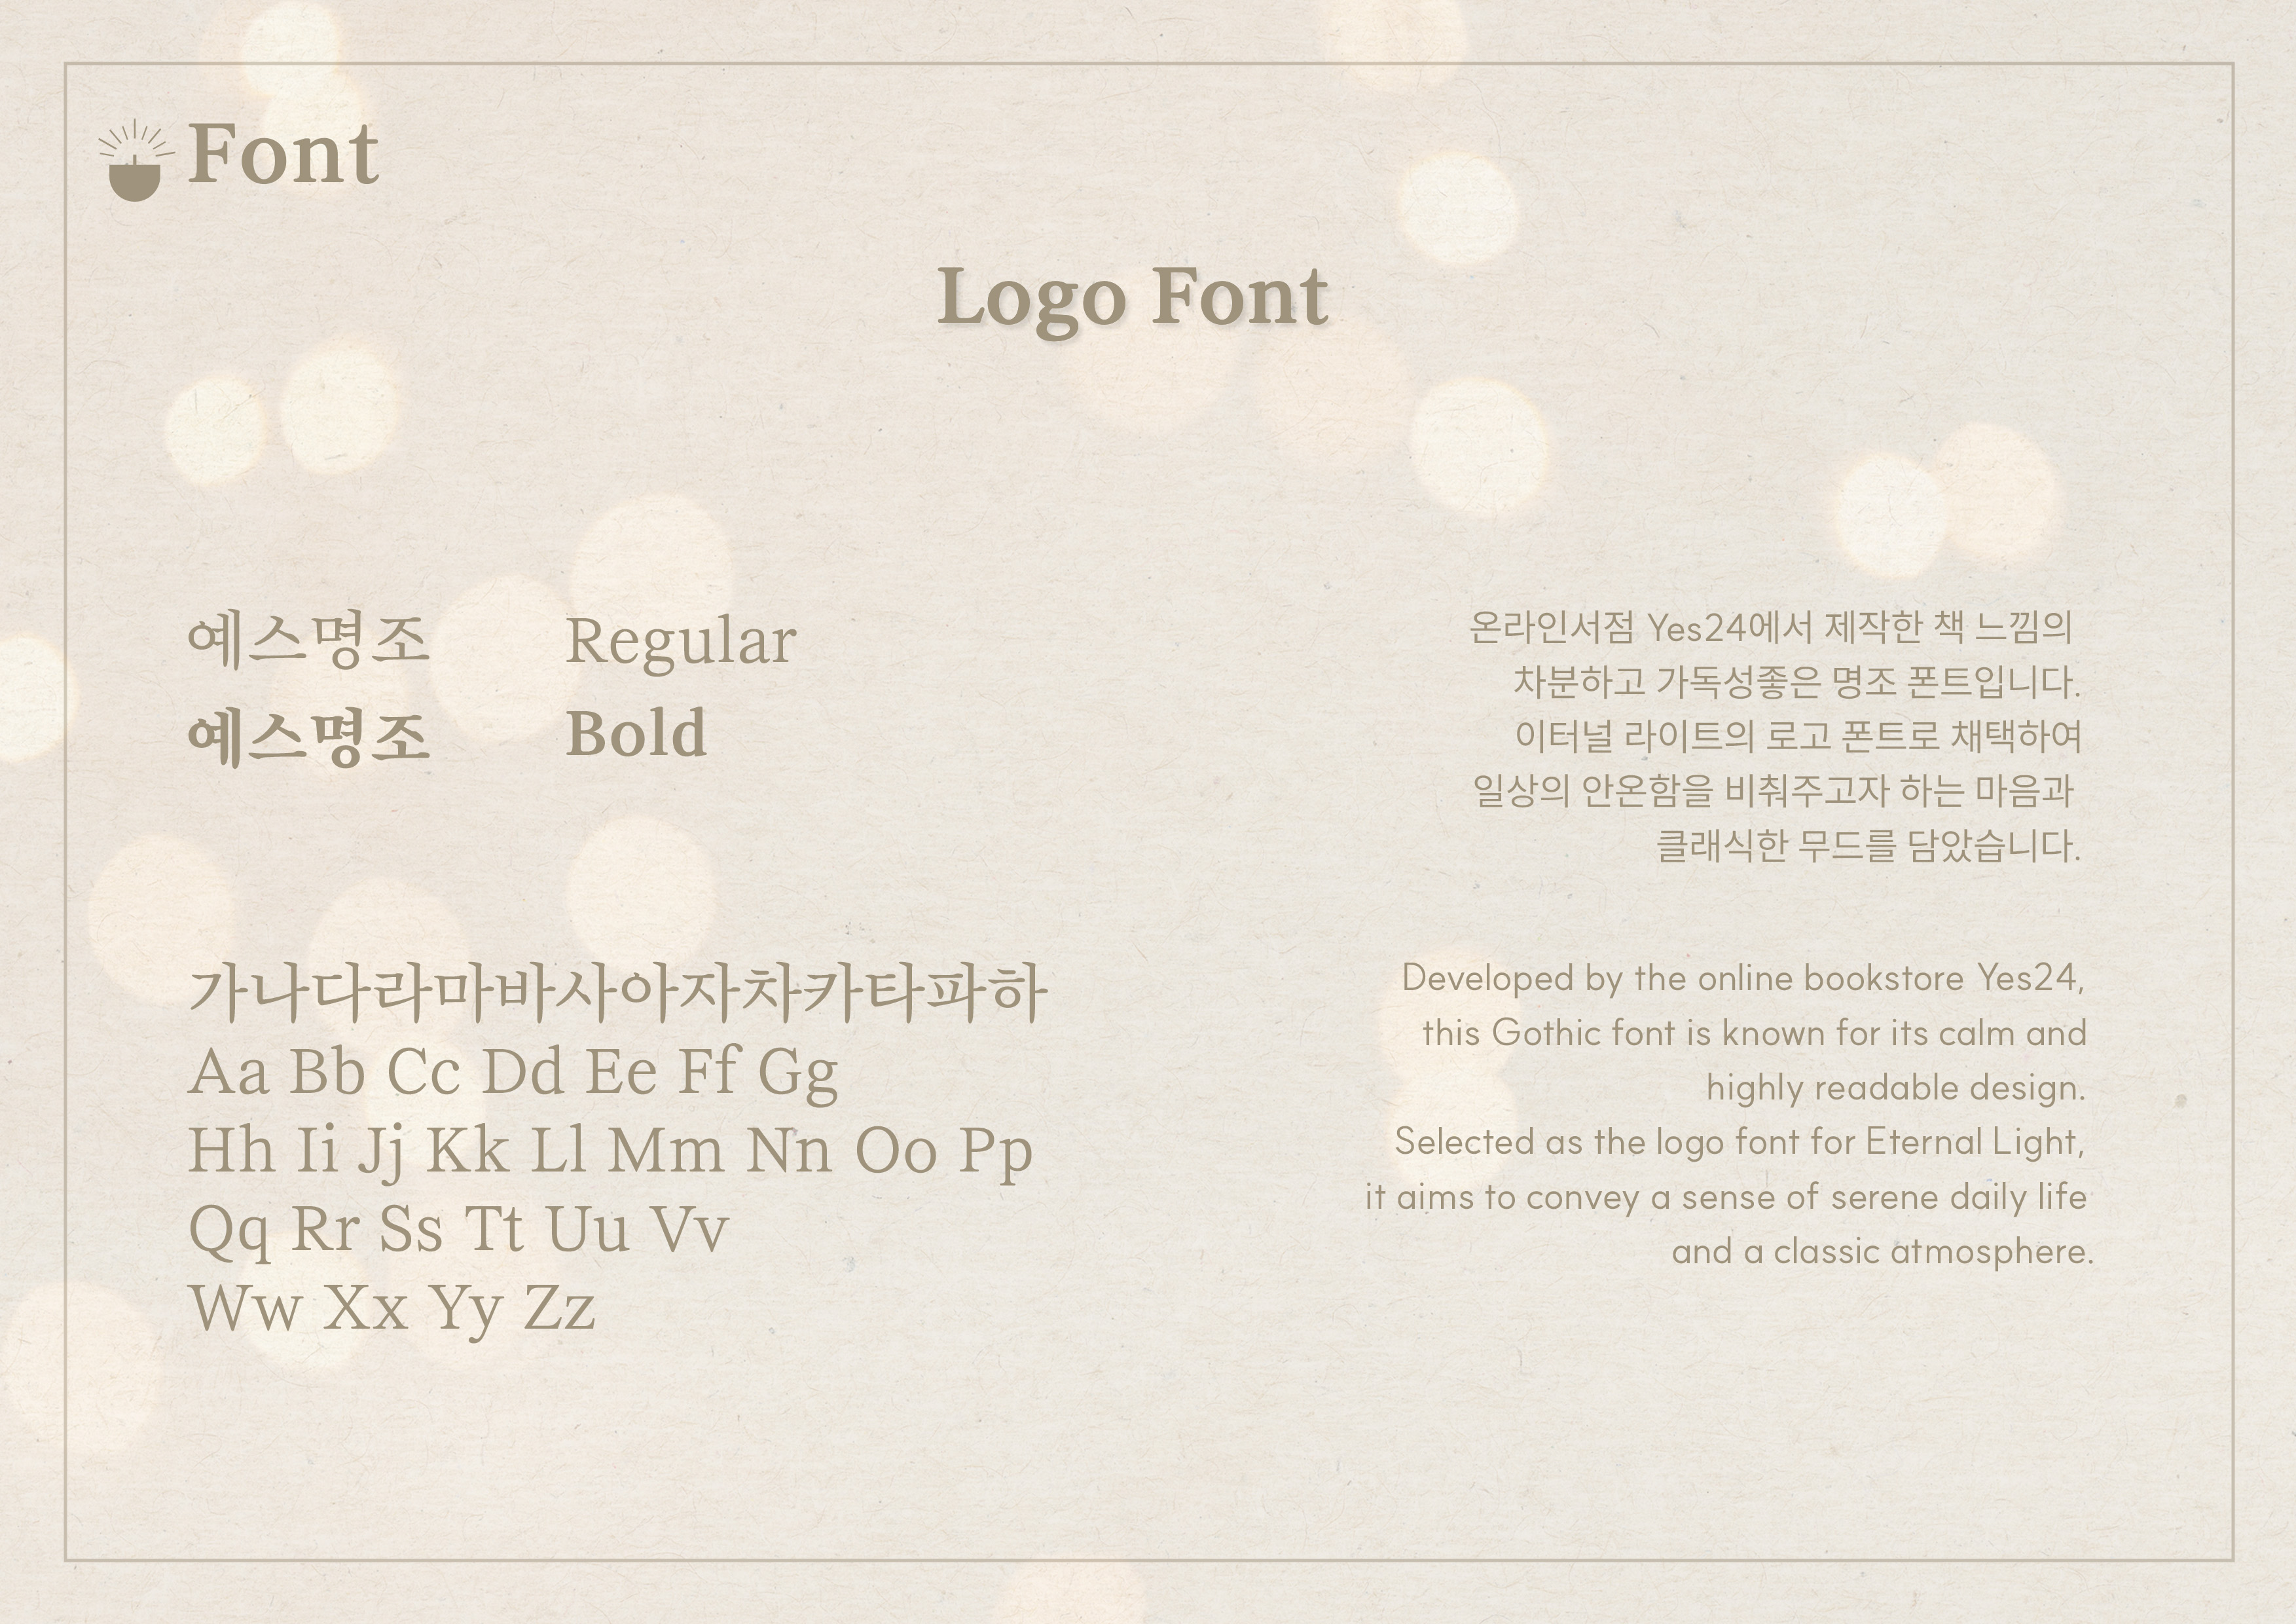 Font
Logo Font
예스명조 Regular
예스명조 Bold
가나다라마바사아자차카타파하
Aa Bb Cc Dd Ee Ff Gg
Hh Ii Jj Kk Ll Mm Nn Oo Pp
Qq Rr Ss Tt Uu Vv
Ww Xx Yy Zz
온라인서점 Yes24에서 제작한 책 느낌의
차분하고 가독성좋은 명조 폰트입니다.
이터널 라이트의 로고 폰트로 채택하여
일상의 안온함을 비춰주고자 하는 마음과
클래식한 무드를 담았습니다.
Developed by the online bookstore Yes24,
this Gothic font is known for its calm and
highly readable design.
Selected as the logo font for Eternal Light,
it aims to convey a sense of serene daily life
and a classic atmosphere.